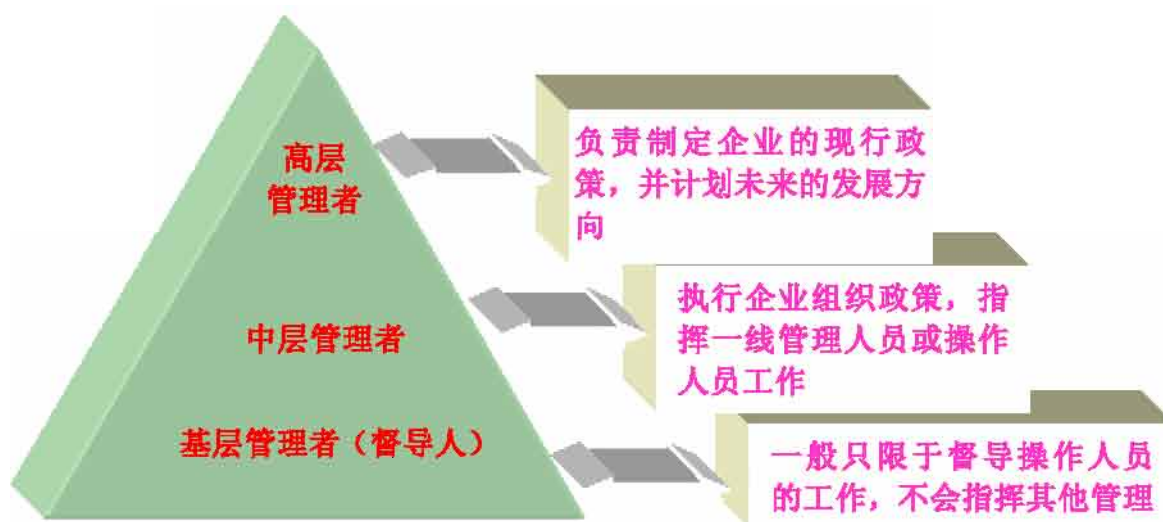 高层
管理者
负责制定企业的现行政
策，并计划未来的发展方
向
中层管理者
执行企业组织政策，指
挥一线管理人员或操作
人员工作
基层管理者（督导人）
一般只限于督导操作人员
的工作，不会指挥其他管理